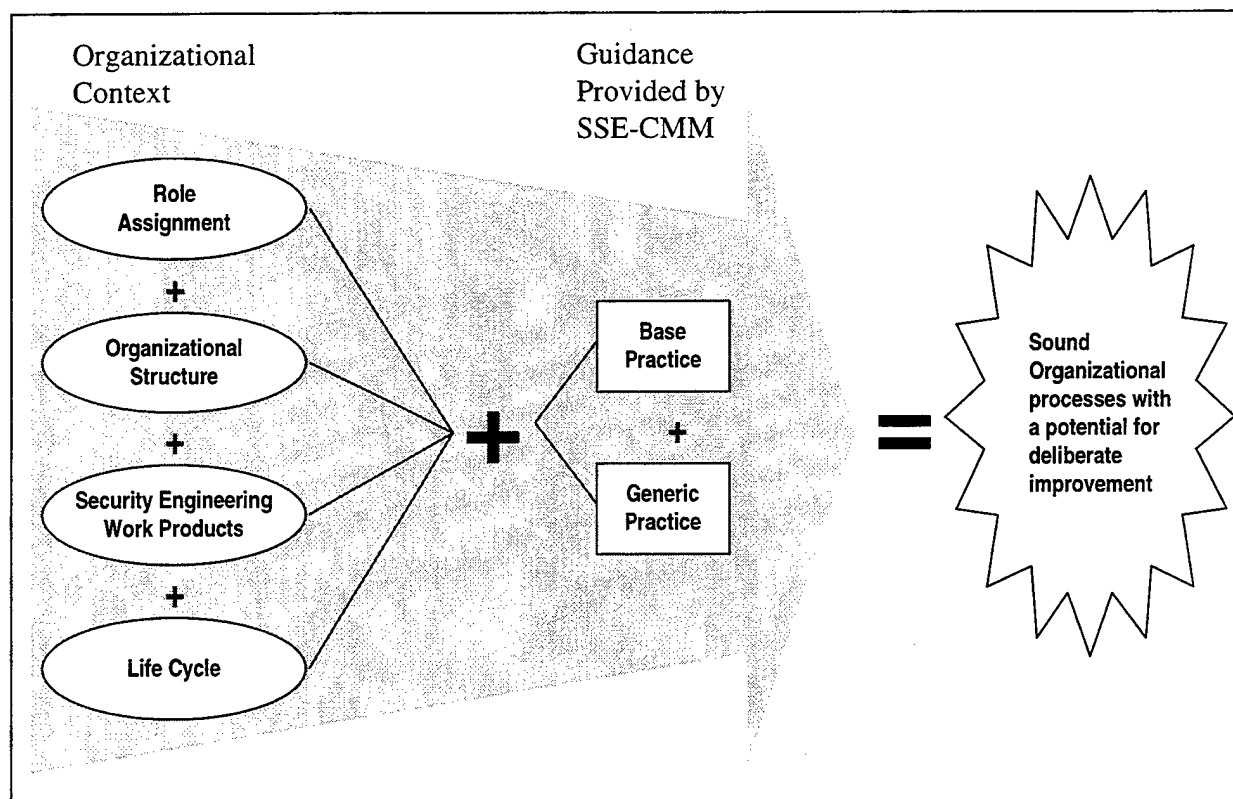 Organizational
Context
Guidance
Provided by
SSE-CMM
Role
Assignment
+
Organizational
Structure
+
Security Engineering
Work Products
+
Life Cycle
+
Base
Practice
+
Generic
Practice
=
Sound
Organizational
processes with
a potential for
deliberate
improvement